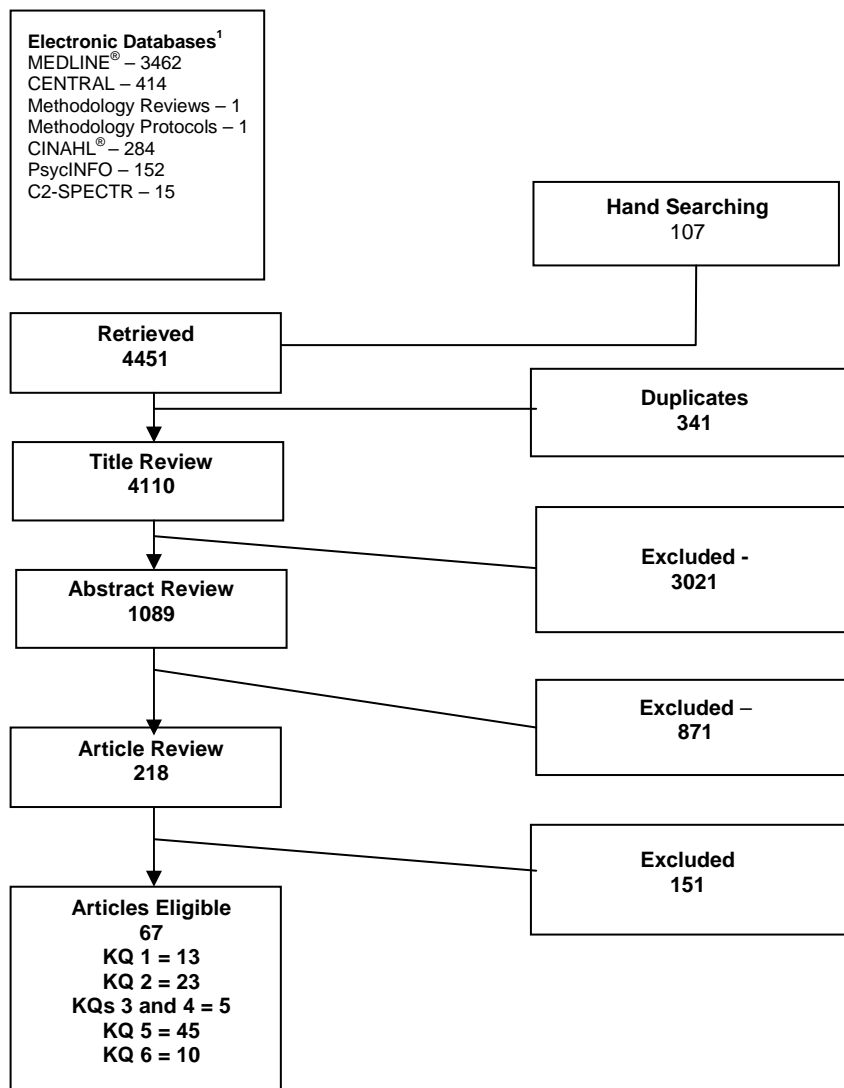 Electronic Databases¹
MEDLINE® – 3462
CENTRAL – 414
Methodology Reviews – 1
Methodology Protocols – 1
CINAHL® – 284
PsycINFO – 152
C2-SPECTR – 15
Hand Searching
107
Retrieved
4451
Duplicates
341
Title Review
4110
Excluded -
3021
Abstract Review
1089
Excluded –
871
Article Review
218
Excluded
151
Articles Eligible
67
KQ 1 = 13
KQ 2 = 23
KQs 3 and 4 = 5
KQ 5 = 45
KQ 6 = 10